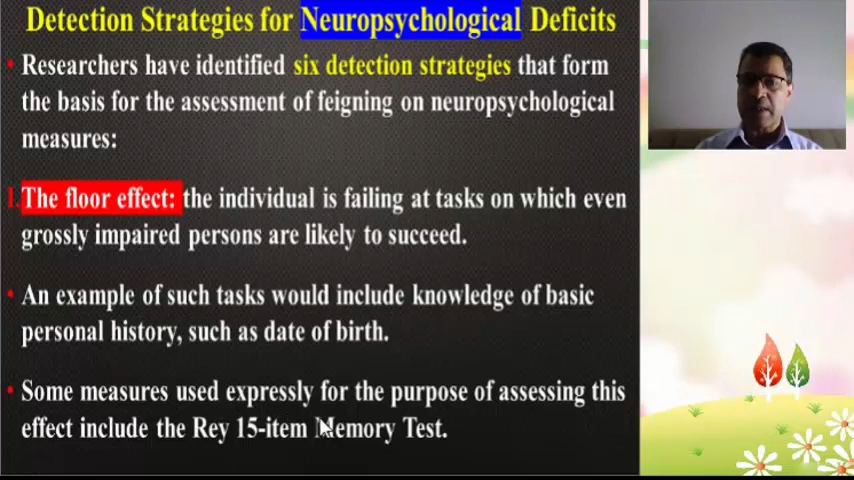 Detection Strategies for Neuropsychological Deficits
• Researchers have identified six detection strategies that form
the basis for the assessment of feigning on neuropsychological
measures:
I. The floor effect: the individual is failing at tasks on which even
grossly impaired persons are likely to succeed.
• An example of such tasks would include knowledge of basic
personal history, such as date of birth.
• Some measures used expressly for the purpose of assessing this
effect include the Rey 15-item Memory Test.